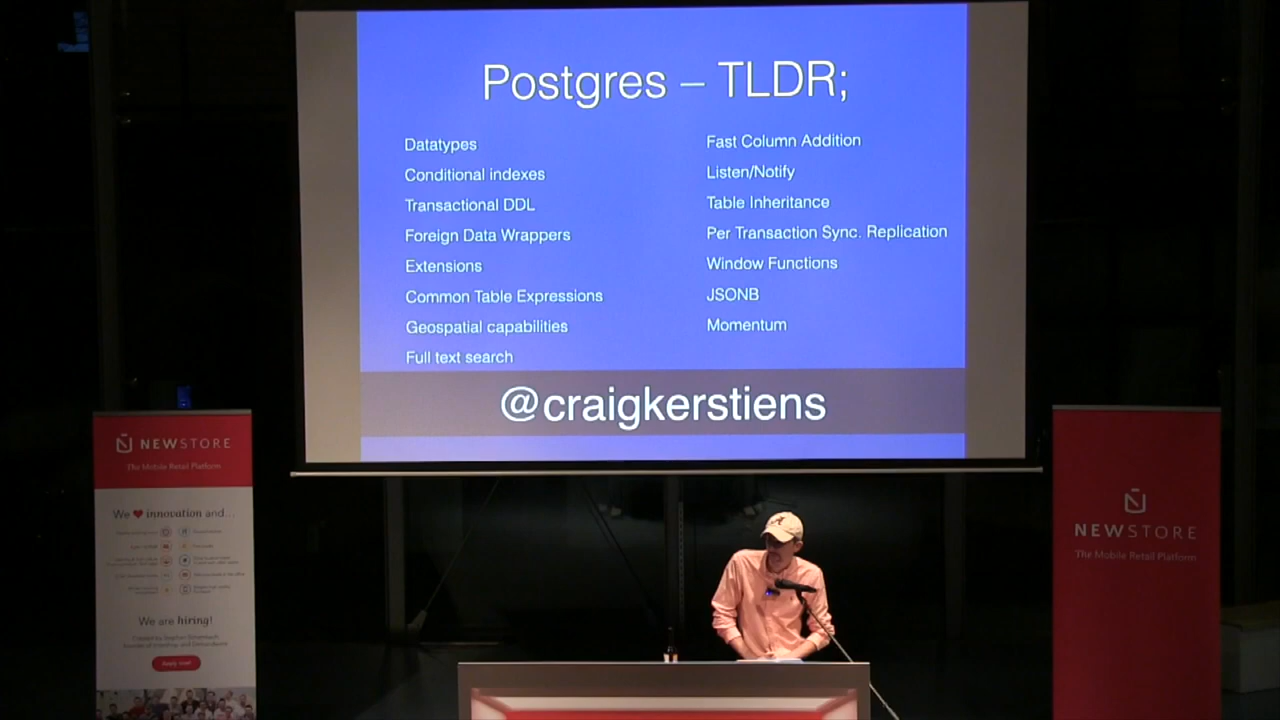 Postgres – TLDR;
Datatypes
Conditional indexes
Transactional DDL
Foreign Data Wrappers
Extensions
Common Table Expressions
Geospatial capabilities
Full text search
Fast Column Addition
Listen/Notify
Table Inheritance
Per Transaction Sync. Replication
Window Functions
JSONB
Momentum
@craigkerstiens
NEWSTORE
The Mobile Retail Platform
We ❤ innovation and...
We are hiring!
Apply now!
NEWSTORE
The Mobile Retail Platform
A